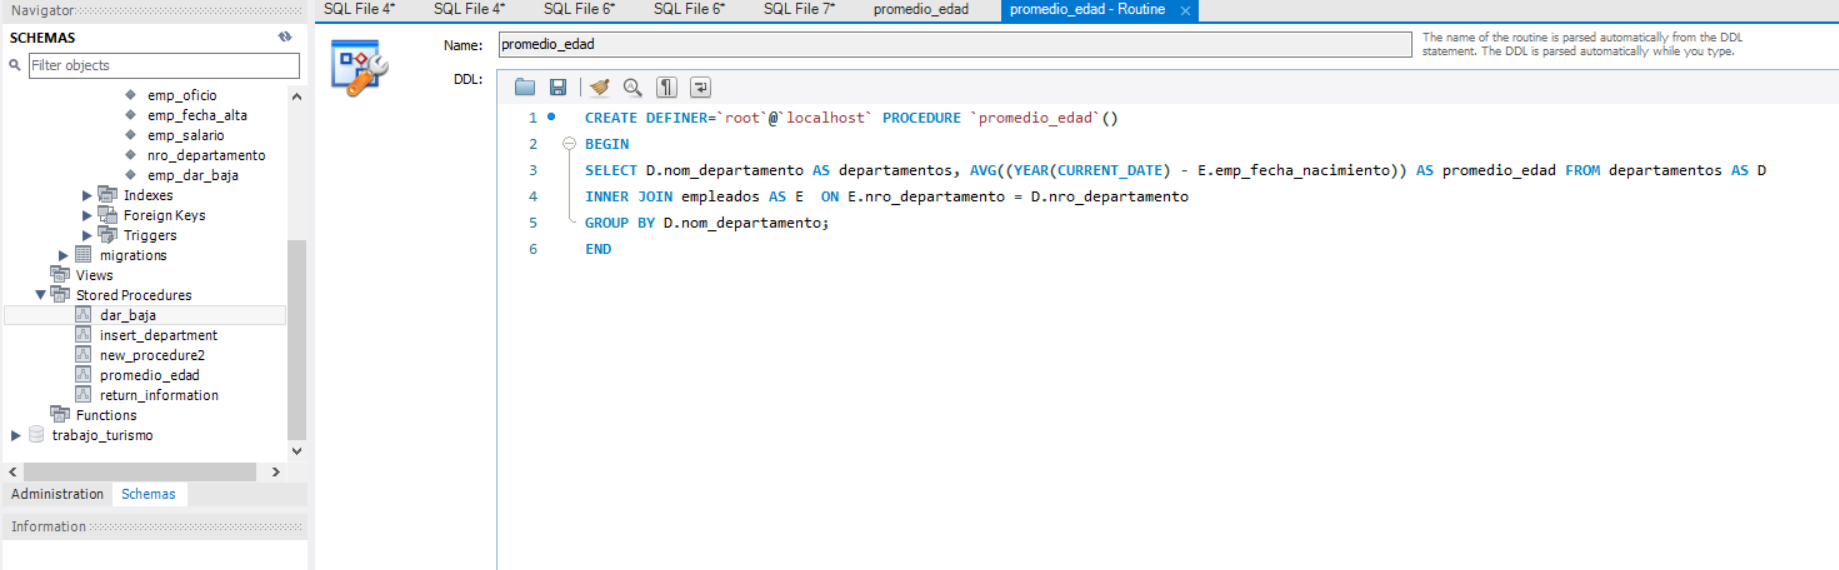 Navigator
SCHEMAS
Filter objects
emp_oficio
emp_fecha_alta
emp_salario
nro_departamento
emp_dar_baja
Indexes
Foreign Keys
Triggers
migrations
Views
Stored Procedures
dar_baja
insert_department
new_procedure2
promedio_edad
return_information
Functions
trabajo_turismo
Administration Schemas
Information
SQL File 4* SQL File 4* SQL File 6* SQL File 6* SQL File 7* promedio_edad promedio_edad - Routine ×
Name: promedio_edad
The name of the routine is parsed automatically from the DDL
statement. The DDL is parsed automatically while you type.
DDL:
1 CREATE DEFINER=`root`@`localhost` PROCEDURE `promedio_edad`()
2 BEGIN
3 SELECT D.nom_departamento AS departamentos, AVG((YEAR(CURRENT_DATE) - E.emp_fecha_nacimiento)) AS promedio_edad FROM departamentos AS D
4 INNER JOIN empleados AS E  ON E.nro_departamento = D.nro_departamento
5 GROUP BY D.nom_departamento;
6 END